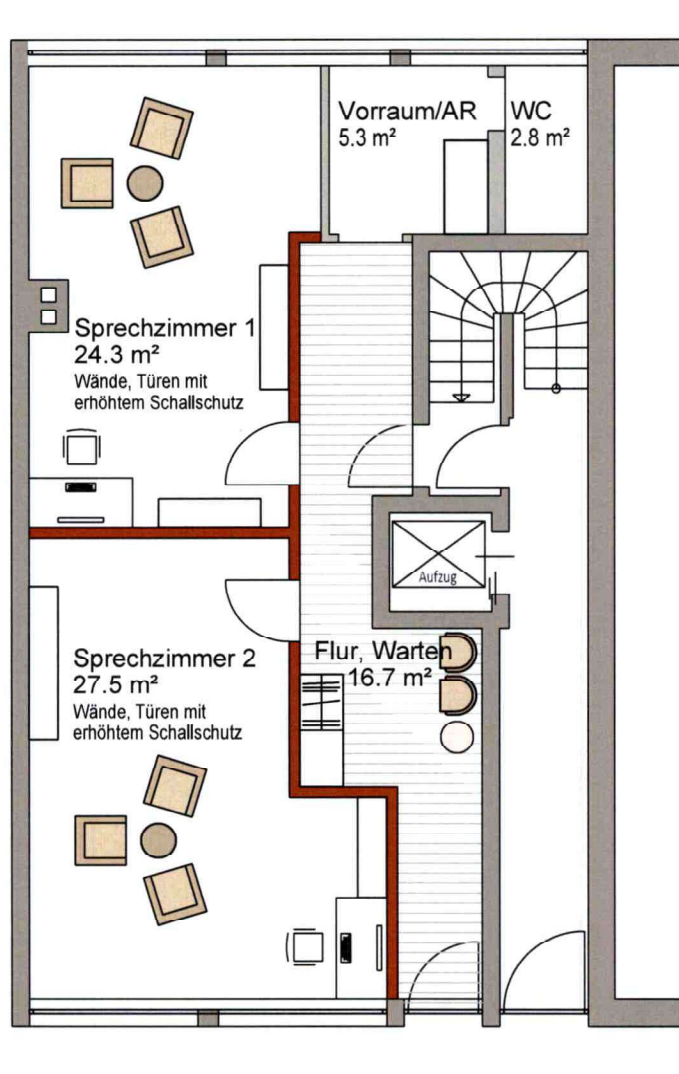 Vorraum/AR
5.3 m²
WC
2.8 m²
Sprechzimmer 1
24.3 m²
Wände, Türen mit
erhöhtem Schallschutz
Aufzug
Flur, Warten
16.7 m²
Sprechzimmer 2
27.5 m²
Wände, Türen mit
erhöhtem Schallschutz